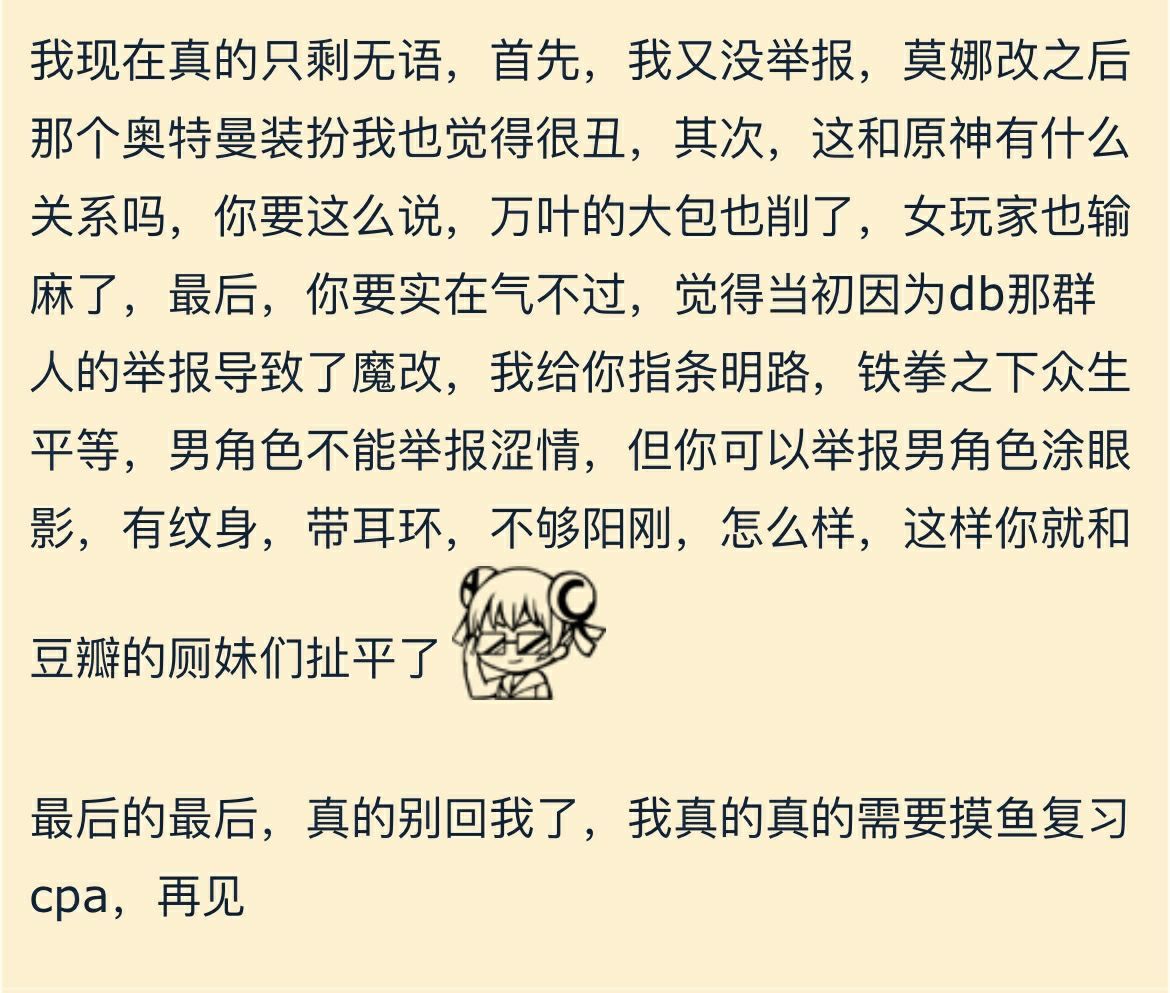 我现在真的只剩无语，首先，我又没举报，莫娜改之后
那个奥特曼装扮我也觉得很丑，其次，这和原神有什么
关系吗，你要这么说，万叶的大包也削了，女玩家也输
麻了，最后，你要实在气不过，觉得当初因为db那群
人的举报导致了魔改，我给你指条明路，铁拳之下众生
平等，男角色不能举报涩情，但你可以举报男角色涂眼
影，有纹身，带耳环，不够阳刚，怎么样，这样你就和
豆瓣的厕妹们扯平了
最后的最后，真的别回我了，我真的真的需要摸鱼复习
cpa，再见